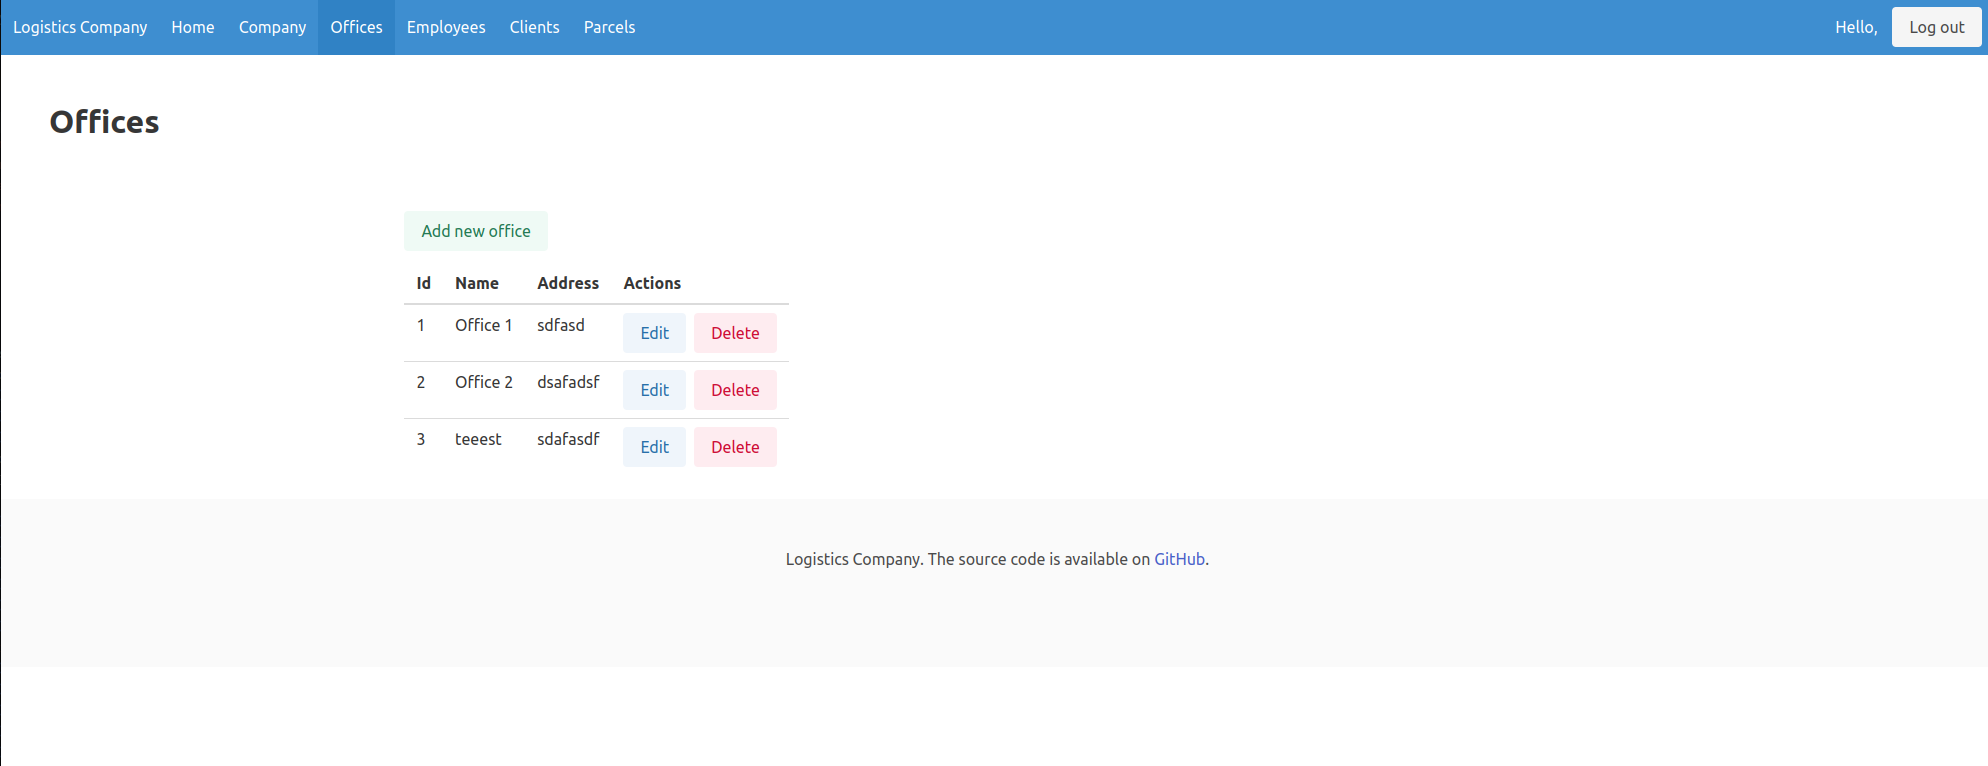 Logistics Company Home Company Offices Employees Clients Parcels Hello, Log out
Offices
Add new office
Id Name Address Actions
1 Office 1 sdfasd Edit Delete
2 Office 2 dsafadsf Edit Delete
3 teeest sdafasdf Edit Delete
Logistics Company. The source code is available on GitHub.